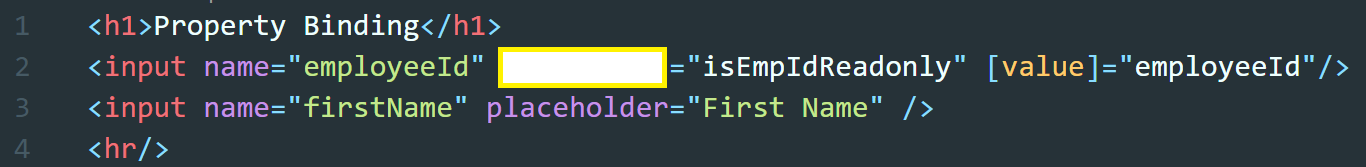 1 <h1>Property Binding</h1>
2 <input name="employeeId" ="isEmpIdReadonly" [value]="employeeId"/>
3 <input name="firstName" placeholder="First Name" />
4 <hr/>